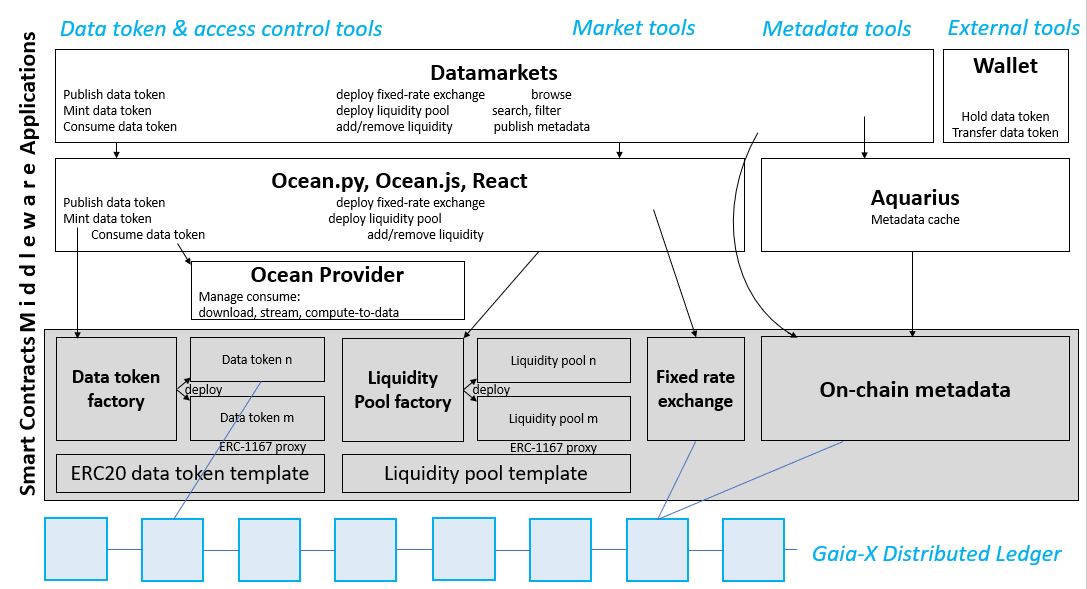 Data token & access control tools
Market tools
Metadata tools
External tools
Applications
Datamarkets
Publish data token
deploy fixed-rate exchange
browse
Mint data token
deploy liquidity pool
search, filter
Consume data token
add/remove liquidity
publish metadata
Wallet
Hold data token
Transfer data token
Middleware
Ocean.py, Ocean.js, React
Publish data token
deploy fixed-rate exchange
Mint data token
deploy liquidity pool
Consume data token
add/remove liquidity
Aquarius
Metadata cache
Ocean Provider
Manage consume:
download, stream, compute-to-data
Smart Contracts
Data token
factory
deploy
Data token n
Data token m
ERC-1167 proxy
ERC20 data token template
Liquidity
Pool factory
deploy
Liquidity pool n
Liquidity pool m
ERC-1167 proxy
Liquidity pool template
Fixed rate
exchange
On-chain metadata
Gaia-X Distributed Ledger